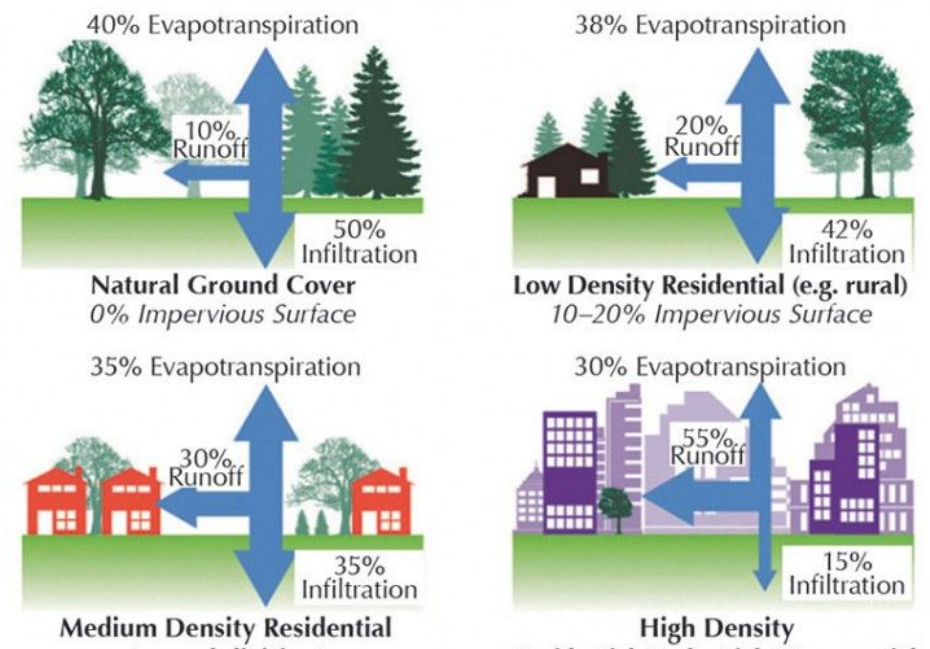 40% Evapotranspiration
10%
Runoff
50%
Infiltration
Natural Ground Cover
0% Impervious Surface
38% Evapotranspiration
20%
Runoff
42%
Infiltration
Low Density Residential (e.g. rural)
10–20% Impervious Surface
35% Evapotranspiration
30%
Runoff
35%
Infiltration
Medium Density Residential
30% Evapotranspiration
55%
Runoff
15%
Infiltration
High Density